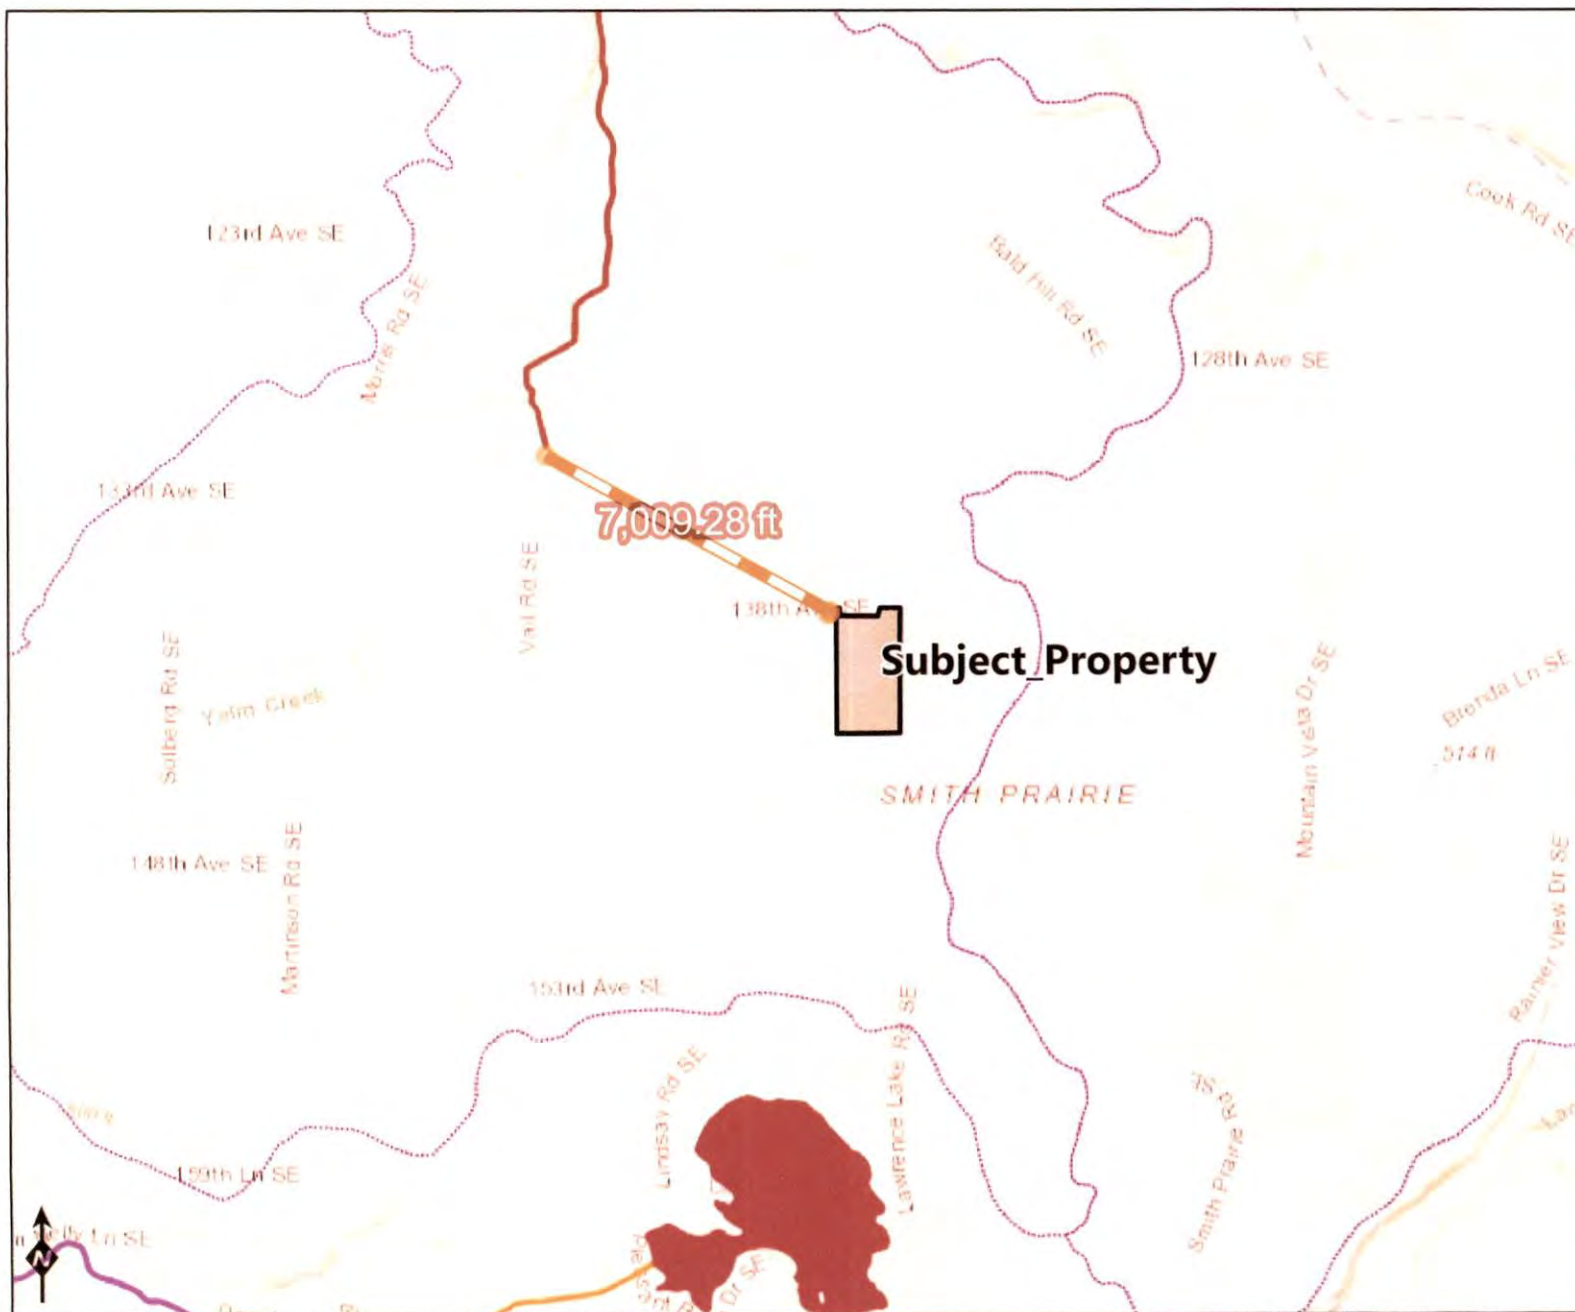 Cook Rd SE
123rd Ave SE
Bald Hill Rd SE
Morris Rd SE
128th Ave SE
133rd Ave SE
7,009.28 ft
Vail Rd SE
138th Ave SE
Subject_Property
Solberg Rd SE
Yelm Creek
Mountain Vista Dr SE
Brenda Ln SE
514 ft
SMITH PRAIRIE
148th Ave SE
Martinson Rd SE
Rainier View Dr SE
153rd Ave SE
Lindsay Rd SE
Lawrence Lake Rd SE
Smith Prairie Rd SE
159th Ln SE
Ln SE
N
Dr SE